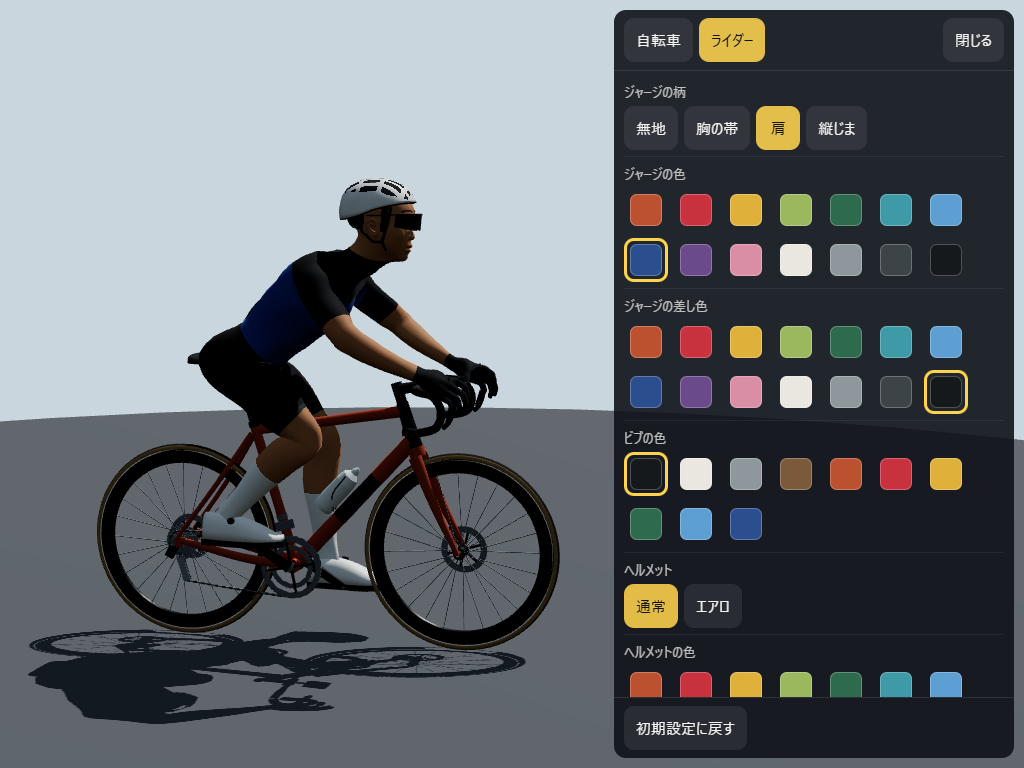 自転車
ライダー
閉じる
ジャージの柄
無地
胸の帯
肩
縦じま
ジャージの色
ジャージの差し色
ビブの色
ヘルメット
通常
エアロ
ヘルメットの色
初期設定に戻す